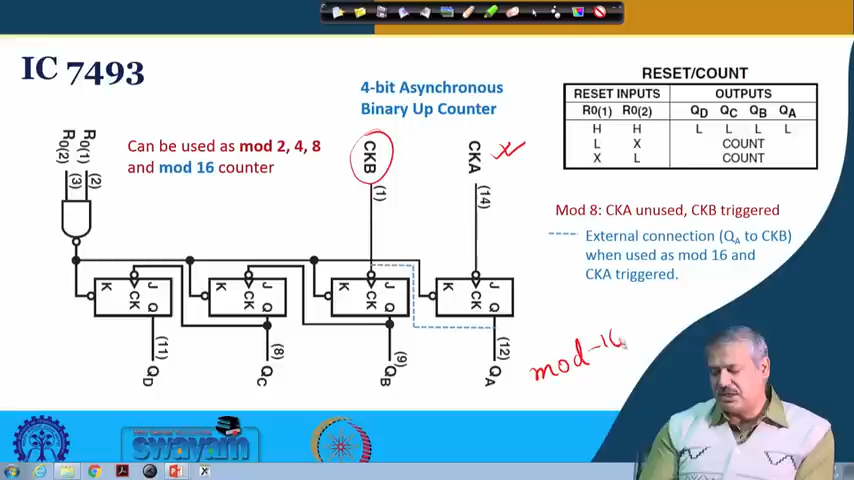 IC 7493
4-bit Asynchronous
Binary Up Counter
Can be used as mod 2, 4, 8
and mod 16 counter
RESET/COUNT
RESET INPUTS OUTPUTS
R0(1) R0(2) QD QC QB QA
H H L L L L
L X COUNT
X L COUNT
Mod 8: CKA unused, CKB triggered
External connection (QA to CKB)
when used as mod 16 and
CKA triggered.
R0(1)
R0(2)
(3) (2)
CKB
(1)
CKA
(14)
K CK J Q
K CK J Q
K CK J Q
K CK J Q
(11) (8) (9) (12)
QD QC QB QA
mod-16
swayam